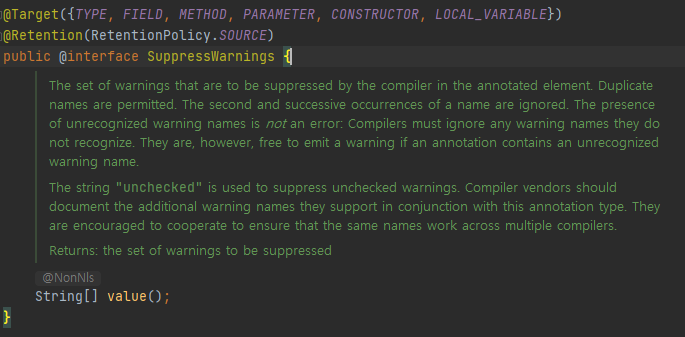 @Target({TYPE, FIELD, METHOD, PARAMETER, CONSTRUCTOR, LOCAL_VARIABLE})
@Retention(RetentionPolicy.SOURCE)
public @interface SuppressWarnings {
The set of warnings that are to be suppressed by the compiler in the annotated element. Duplicate
names are permitted. The second and successive occurrences of a name are ignored. The presence
of unrecognized warning names is not an error: Compilers must ignore any warning names they do
not recognize. They are, however, free to emit a warning if an annotation contains an unrecognized
warning name.
The string "unchecked" is used to suppress unchecked warnings. Compiler vendors should
document the additional warning names they support in conjunction with this annotation type. They
are encouraged to cooperate to ensure that the same names work across multiple compilers.
Returns: the set of warnings to be suppressed
@NonNls
String[] value();
}